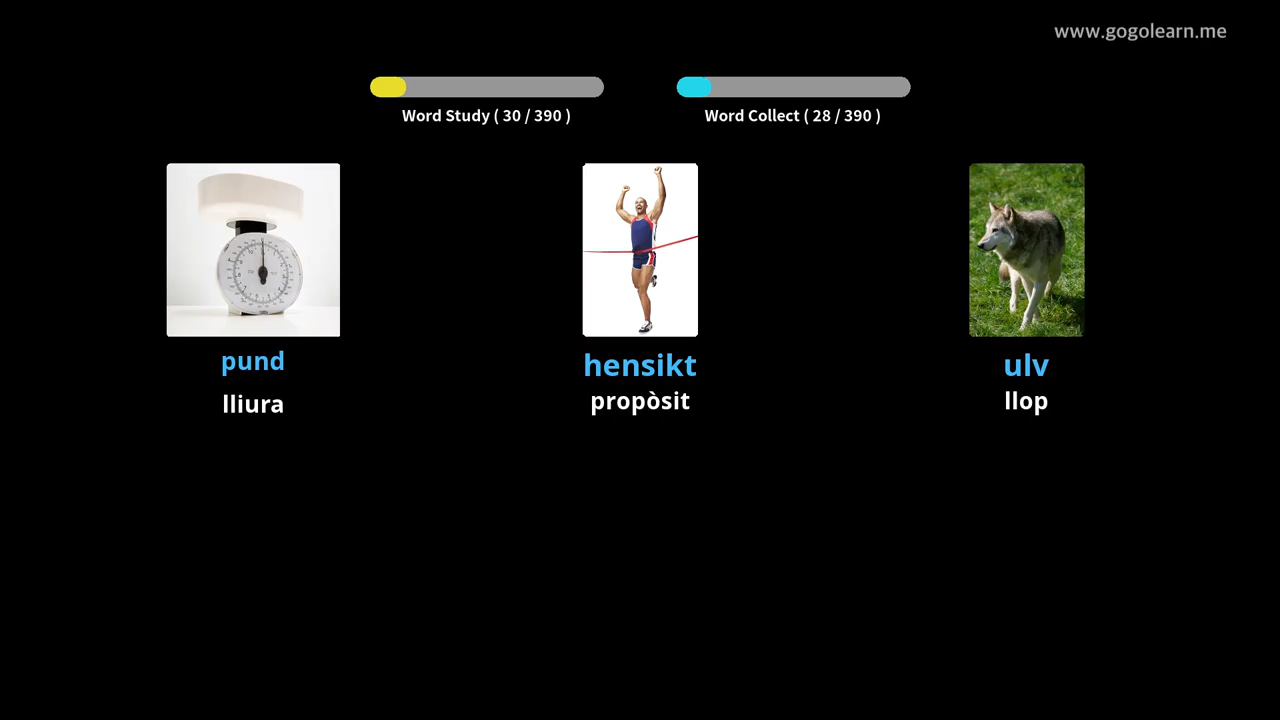 www.gogolearn.me
Word Study ( 30 / 390 )
Word Collect ( 28 / 390 )
pund
hensikt
ulv
lliura
propòsit
llop